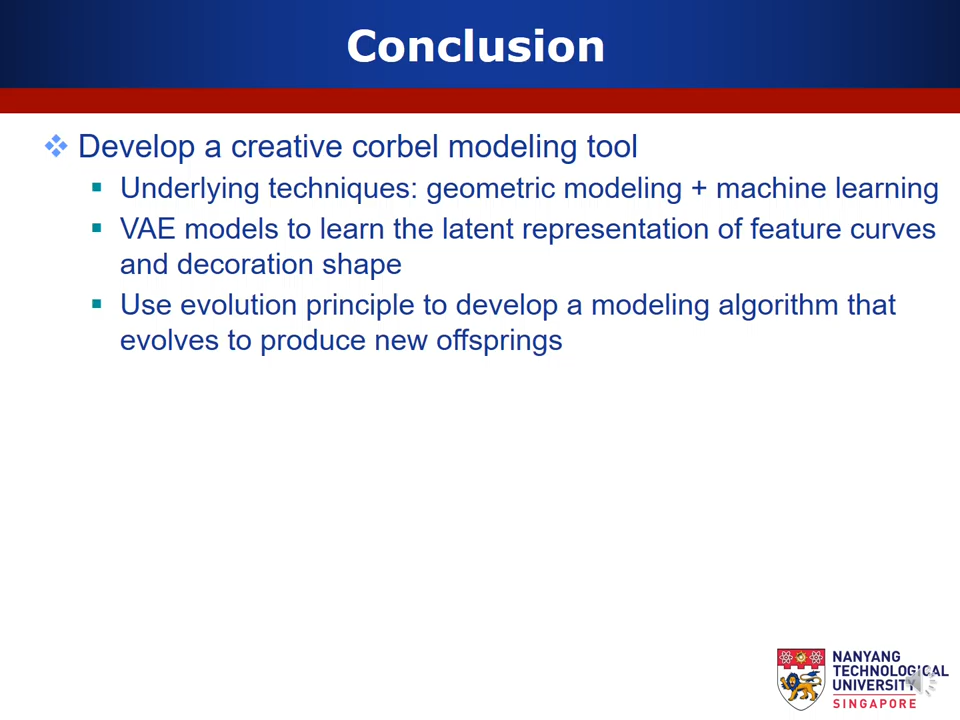 Conclusion
Develop a creative corbel modeling tool
Underlying techniques: geometric modeling + machine learning
VAE models to learn the latent representation of feature curves
and decoration shape
Use evolution principle to develop a modeling algorithm that
evolves to produce new offsprings
NANYANG
TECHNOLOGICAL
UNIVERSITY
SINGAPORE